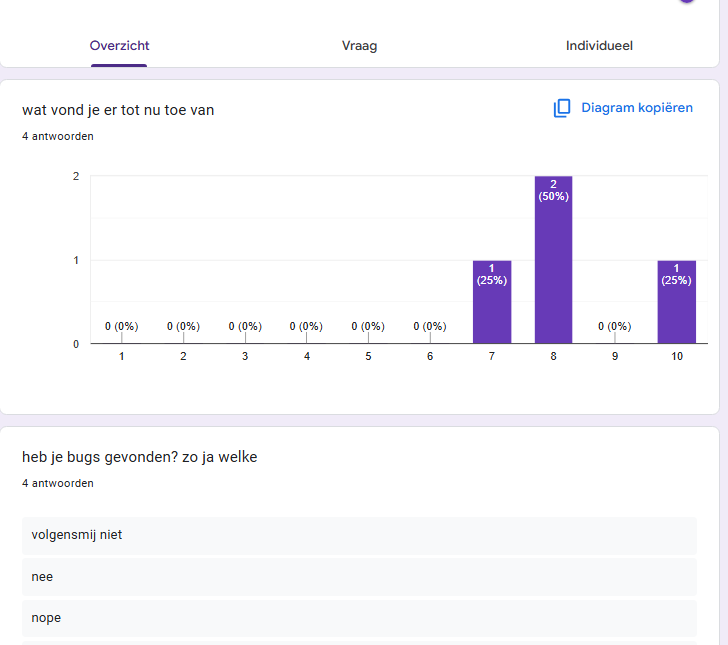 Overzicht Vraag Individueel
wat vond je er tot nu toe van
Diagram kopiëren
4 antwoorden
2
1
0
2
(50%)
1
(25%)
1
(25%)
0 (0%) 0 (0%) 0 (0%) 0 (0%) 0 (0%) 0 (0%) 0 (0%)
1 2 3 4 5 6 7 8 9 10
heb je bugs gevonden? zo ja welke
4 antwoorden
volgensmij niet
nee
nope